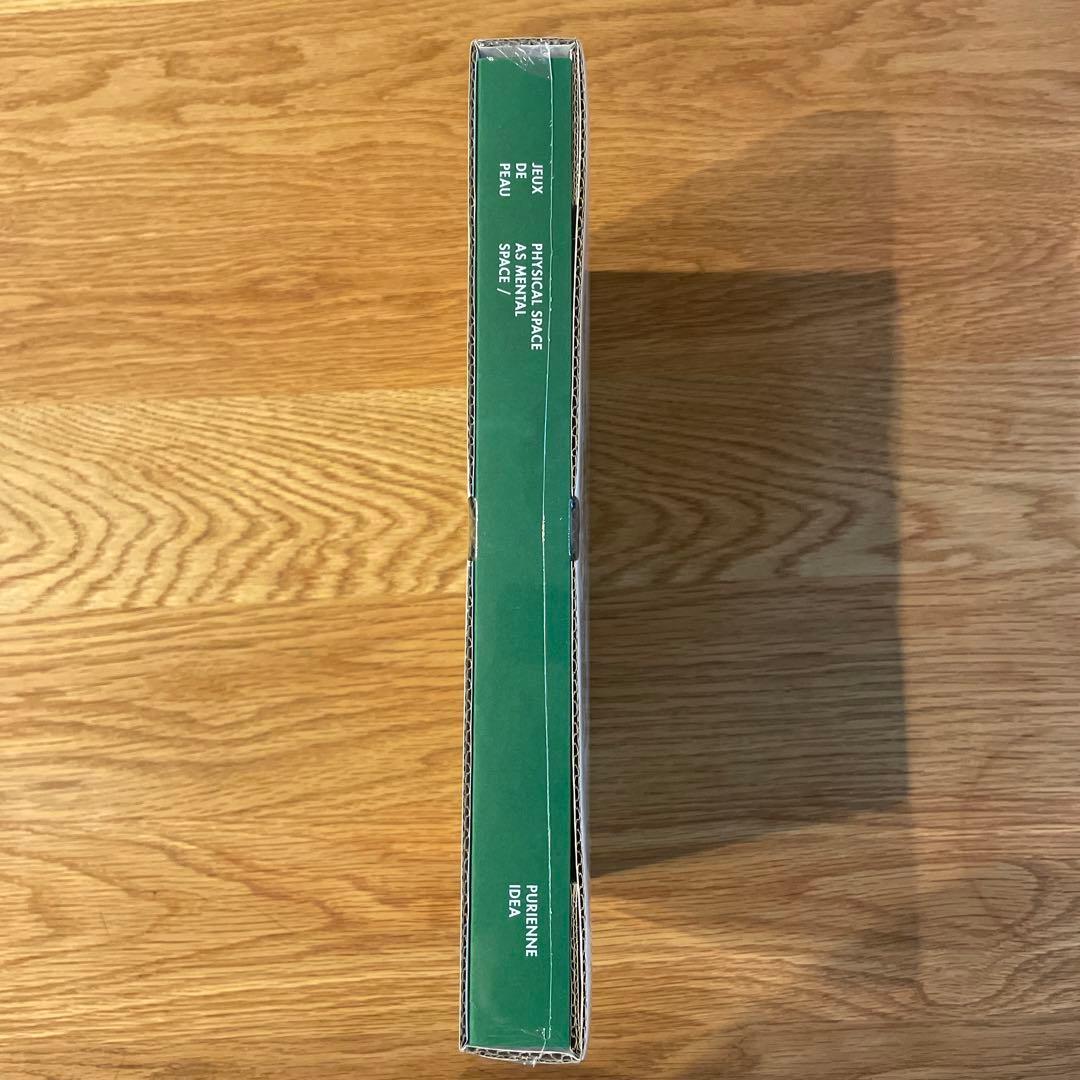 JEUX
DE
PEAU
PHYSICAL SPACE
AS MENTAL
SPACE /
PURIENNE
IDEA